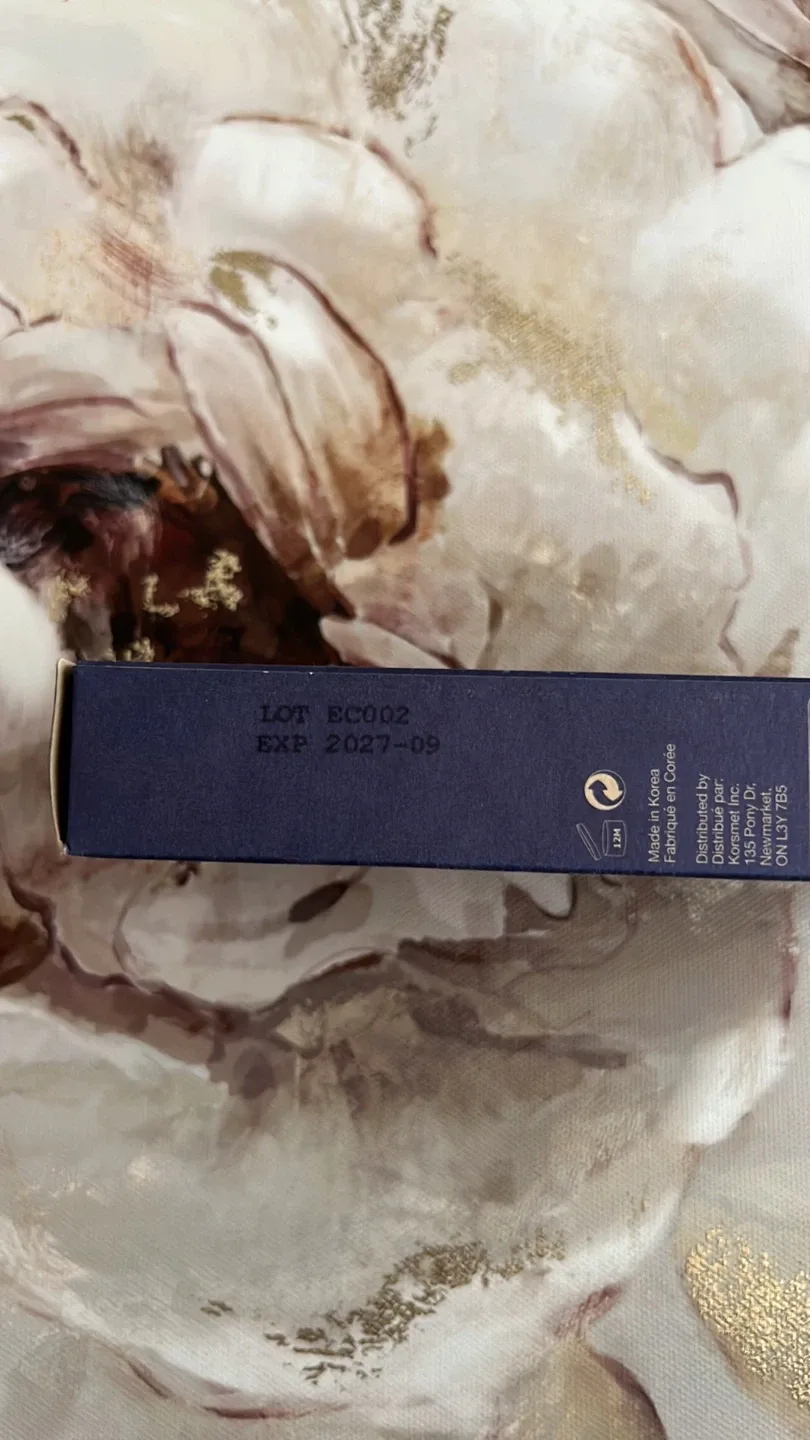 LOT EC002
EXP 2027-09
12M
Made in Korea
Fabriqué en Corée
Distributed by
Distribué par:
Korsmet Inc.
135 Pony Dr,
Newmarket,
ON L3Y 7B5